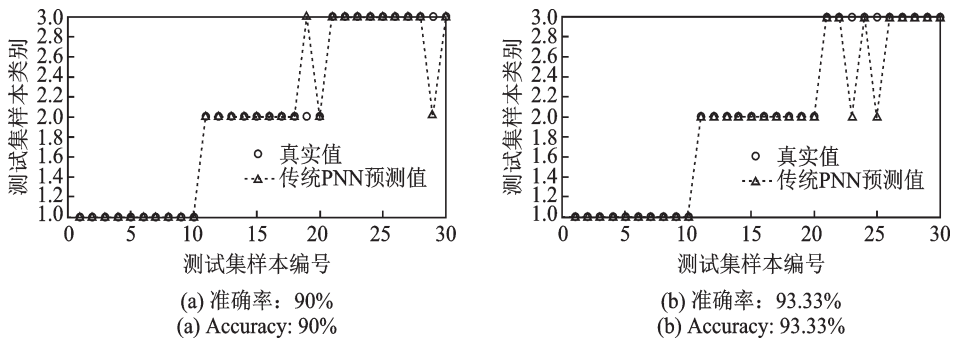 测试集样本类别
3.0
2.8
2.6
2.4
2.2
2.0
1.8
1.6
1.4
1.2
1.0
真实值
传统PNN预测值
0 5 10 15 20 25 30
测试集样本编号
(a) 准确率：90%
(a) Accuracy: 90%
测试集样本类别
3.0
2.8
2.6
2.4
2.2
2.0
1.8
1.6
1.4
1.2
1.0
真实值
传统PNN预测值
0 5 10 15 20 25 30
测试集样本编号
(b) 准确率：93.33%
(b) Accuracy: 93.33%